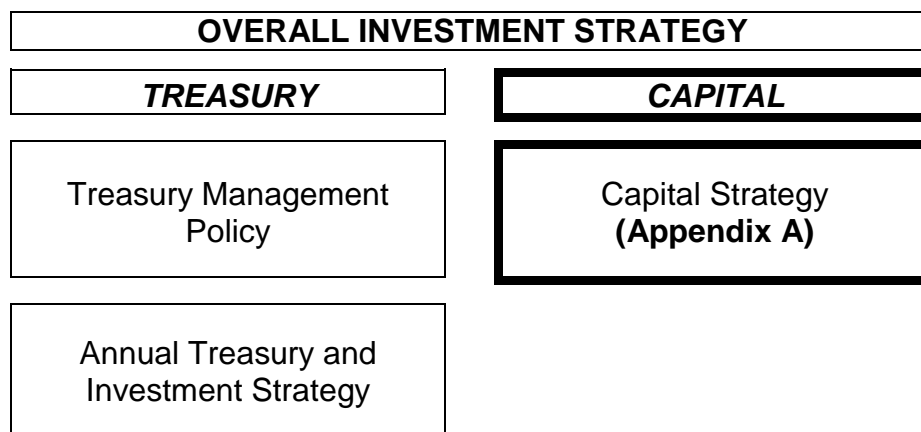 OVERALL INVESTMENT STRATEGY
TREASURY
CAPITAL
Treasury Management
Policy
Capital Strategy
(Appendix A)
Annual Treasury and
Investment Strategy